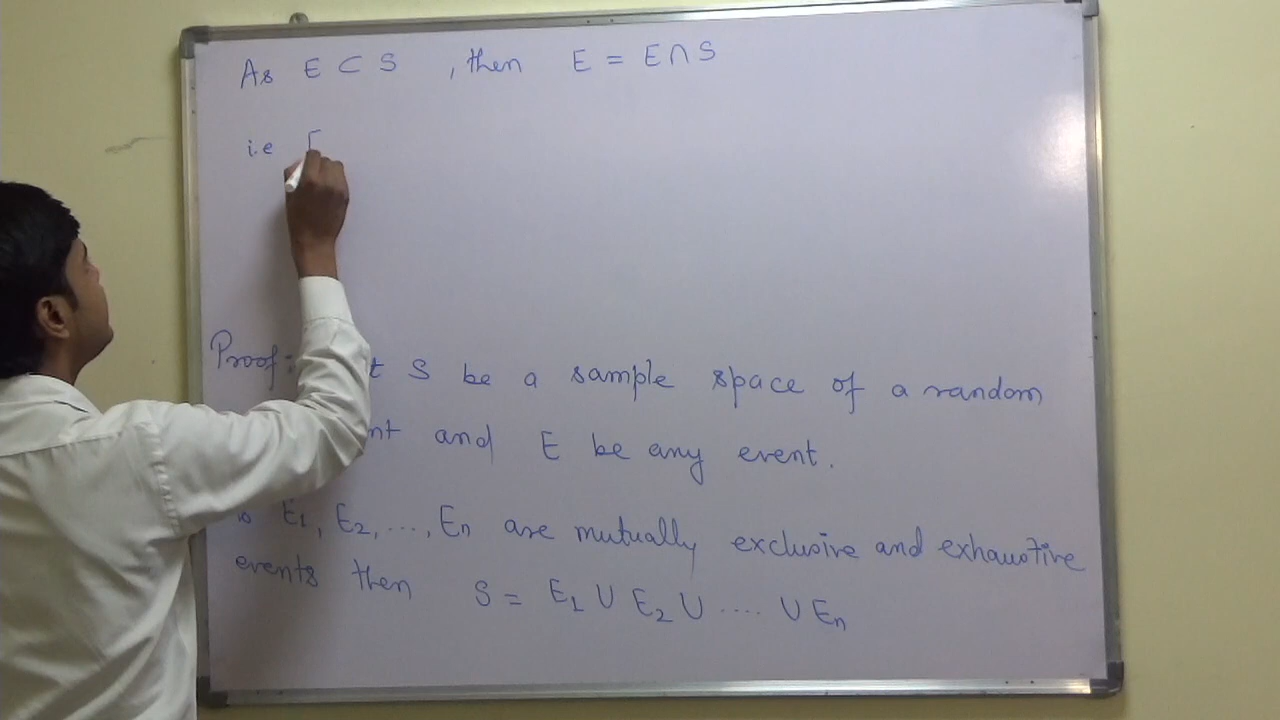 As E ⊂ S , then E = E ∩ S
i.e
Proof: S be a sample space of a random
and E be any event.
E₁, E₂, ..., Eₙ are mutually exclusive and exhaustive
events then S = E₁ ∪ E₂ ∪ .... ∪ Eₙ